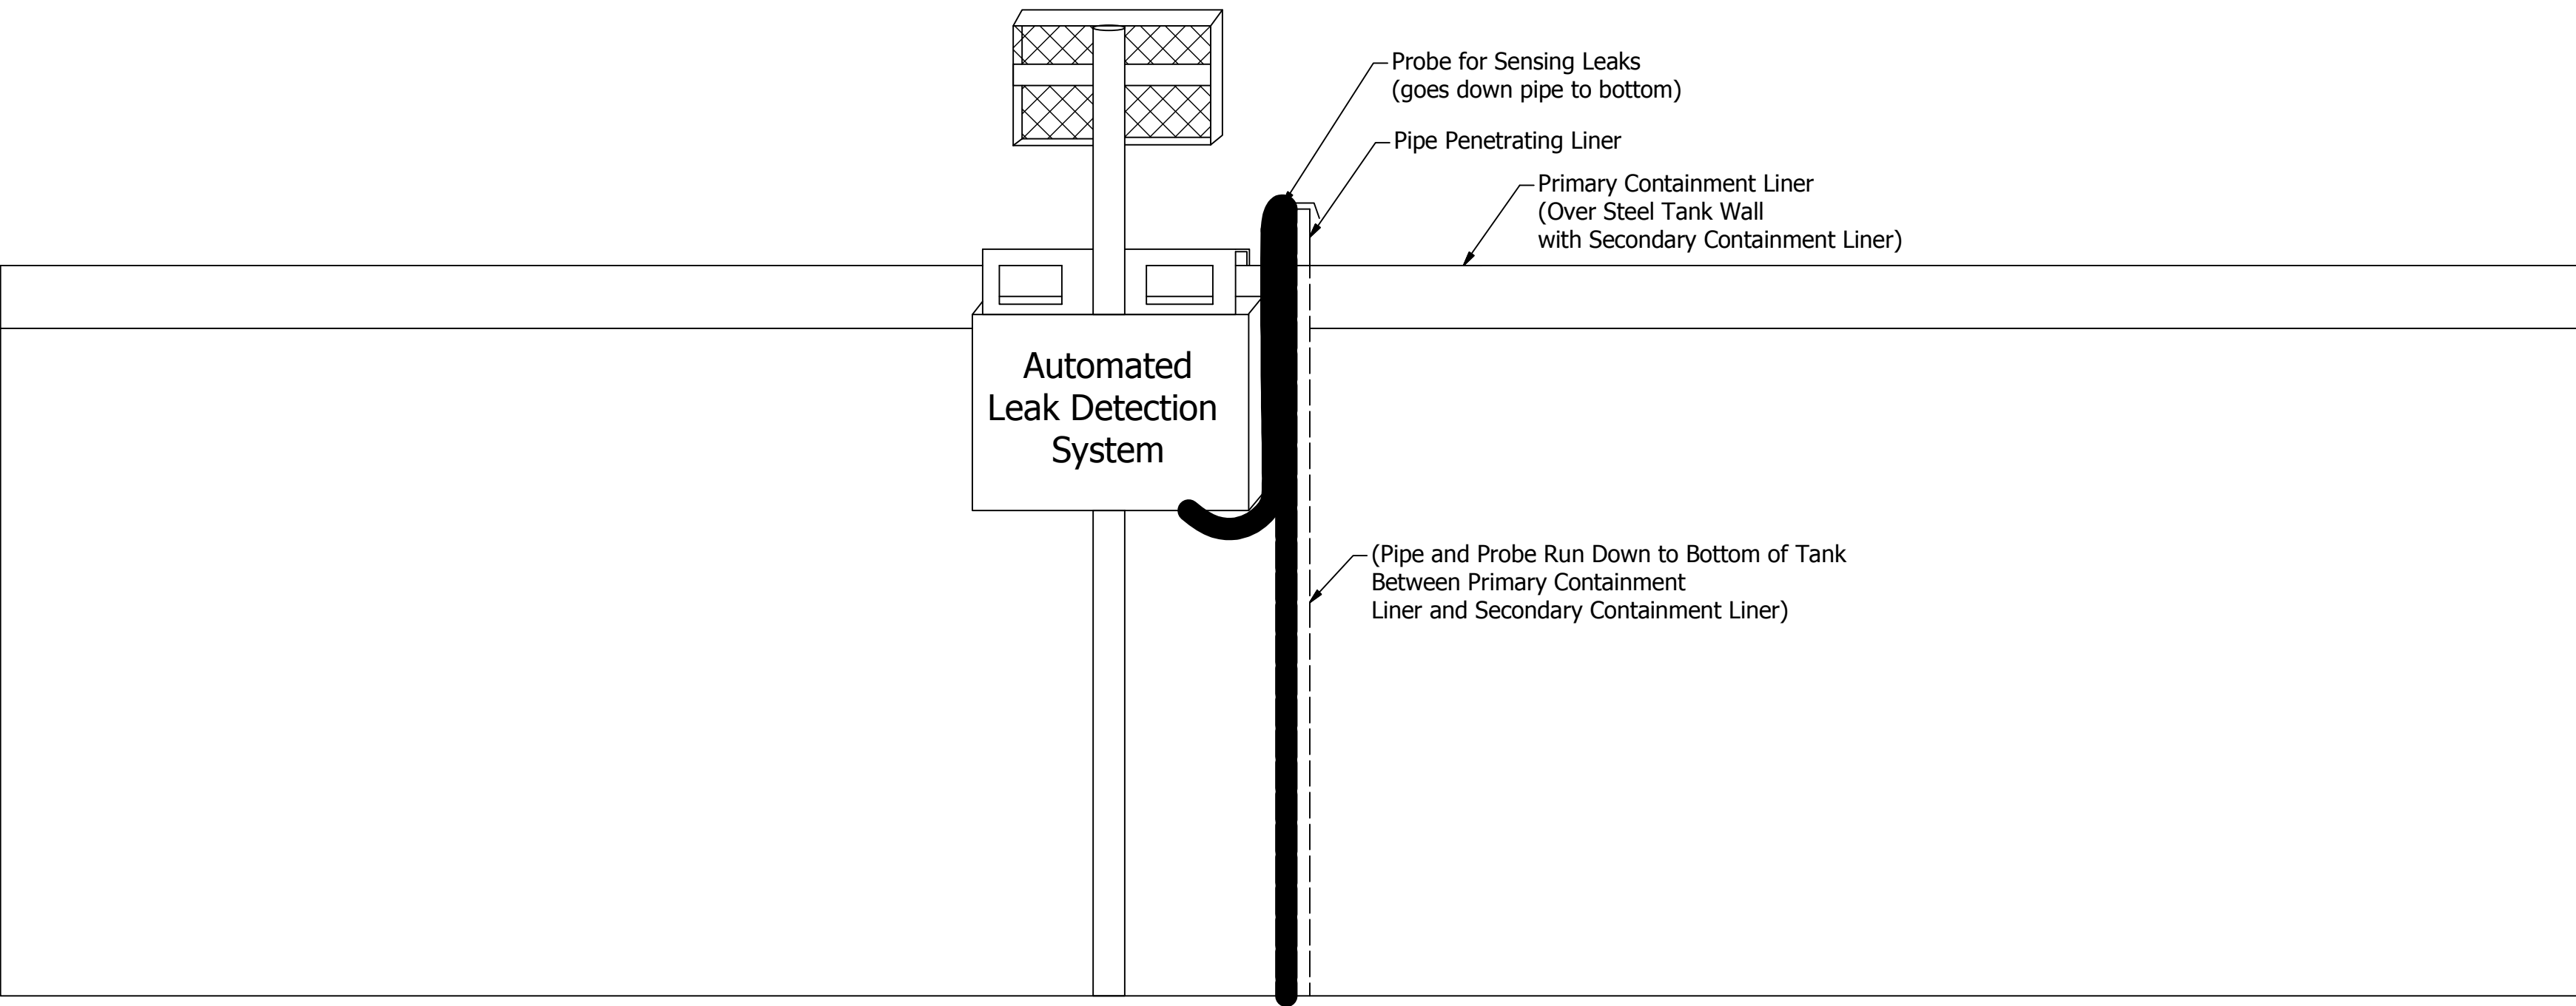 Probe for Sensing Leaks
(goes down pipe to bottom)
Pipe Penetrating Liner
Primary Containment Liner
(Over Steel Tank Wall
with Secondary Containment Liner)
Automated
Leak Detection
System
(Pipe and Probe Run Down to Bottom of Tank
Between Primary Containment
Liner and Secondary Containment Liner)